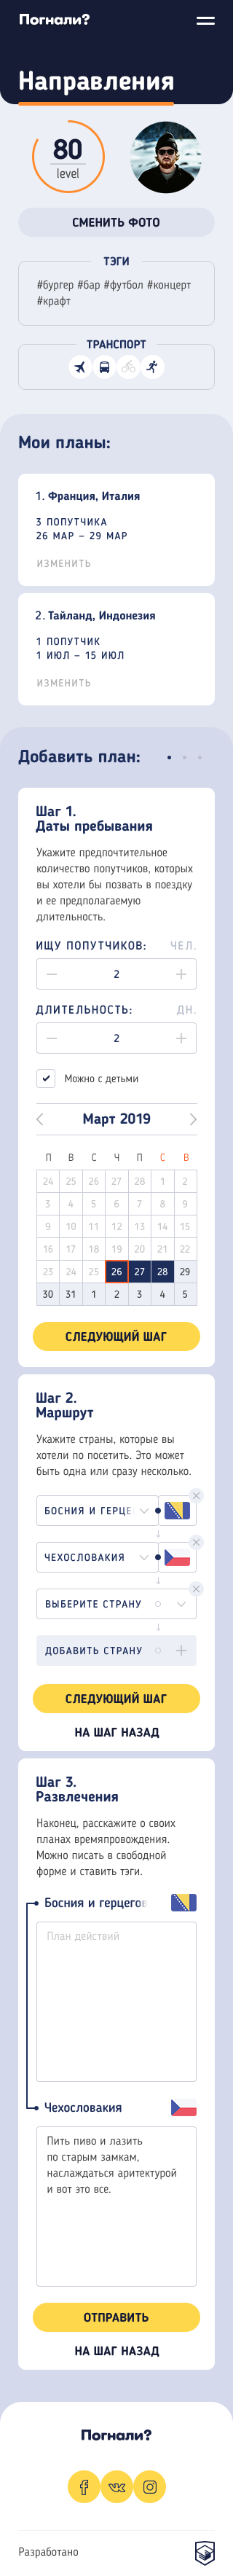 Погнали?
Направления
80
level
СМЕНИТЬ ФОТО
ТЭГИ
#бургер #бар #футбол #концерт
#крафт
ТРАНСПОРТ
Мои планы:
1. Франция, Италия
3 ПОПУТЧИКА
26 МАР – 29 МАР
ИЗМЕНИТЬ
2. Тайланд, Индонезия
1 ПОПУТЧИК
1 ИЮЛ – 15 ИЮЛ
ИЗМЕНИТЬ
Добавить план:
Шаг 1.
Даты пребывания
Укажите предпочтительное
количество попутчиков, которых
вы хотели бы позвать в поездку
и ее предполагаемую
длительность.
ИЩУ ПОПУТЧИКОВ: ЧЕЛ.
2
ДЛИТЕЛЬНОСТЬ: ДН.
2
Можно с детьми
Март 2019
П В С Ч П С В
24 25 26 27 28 1 2
3 4 5 6 7 8 9
9 10 11 12 13 14 15
16 17 18 19 20 21 22
23 24 25 26 27 28 29
30 31 1 2 3 4 5
СЛЕДУЮЩИЙ ШАГ
Шаг 2.
Маршрут
Укажите страны, которые вы
хотели по посетить. Это может
быть одна или сразу несколько.
БОСНИЯ И ГЕРЦЕ
ЧЕХОСЛОВАКИЯ
ВЫБЕРИТЕ СТРАНУ
ДОБАВИТЬ СТРАНУ
СЛЕДУЮЩИЙ ШАГ
НА ШАГ НАЗАД
Шаг 3.
Развлечения
Наконец, расскажите о своих
планах времяпровождения.
Можно писать в свободной
форме и ставить тэги.
Босния и герцегов
План действий
Чехословакия
Пить пиво и лазить
по старым замкам,
наслаждаться аритектурой
и вот это все.
ОТПРАВИТЬ
НА ШАГ НАЗАД
Погнали?
Разработано